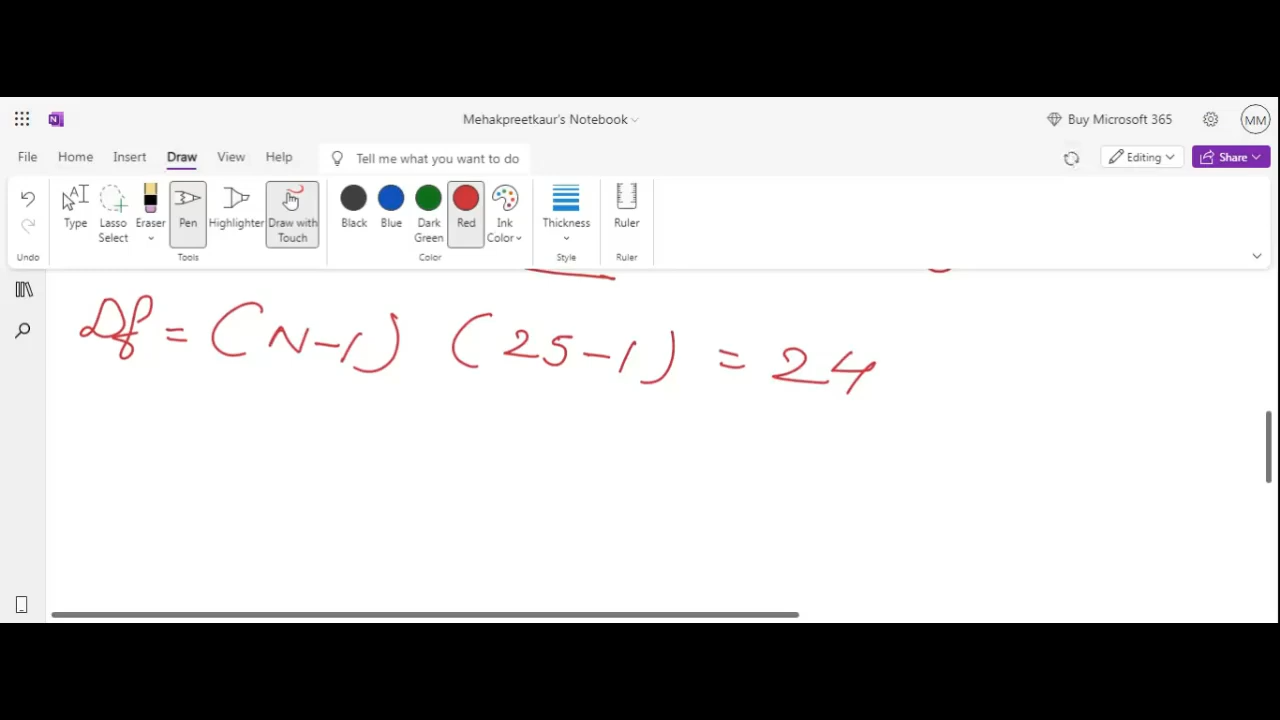 Mehakpreetkaur's Notebook
Buy Microsoft 365
MM
File Home Insert Draw View Help Tell me what you want to do
Editing
Share
Type
Lasso Select
Eraser
Pen
Highlighter
Draw with Touch
Black
Blue
Dark Green
Red
Ink Color
Thickness
Ruler
Undo
Tools
Color
Style
Ruler
Df = (N-1) (25-1) = 24